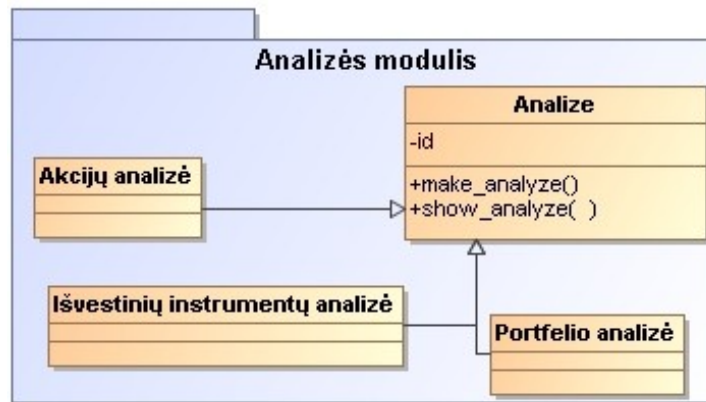 Analizės modulis
Analize
-id
+make_analyze()
+show_analyze( )
Akcijų analizė
Išvestinių instrumentų analizė
Portfelio analizė